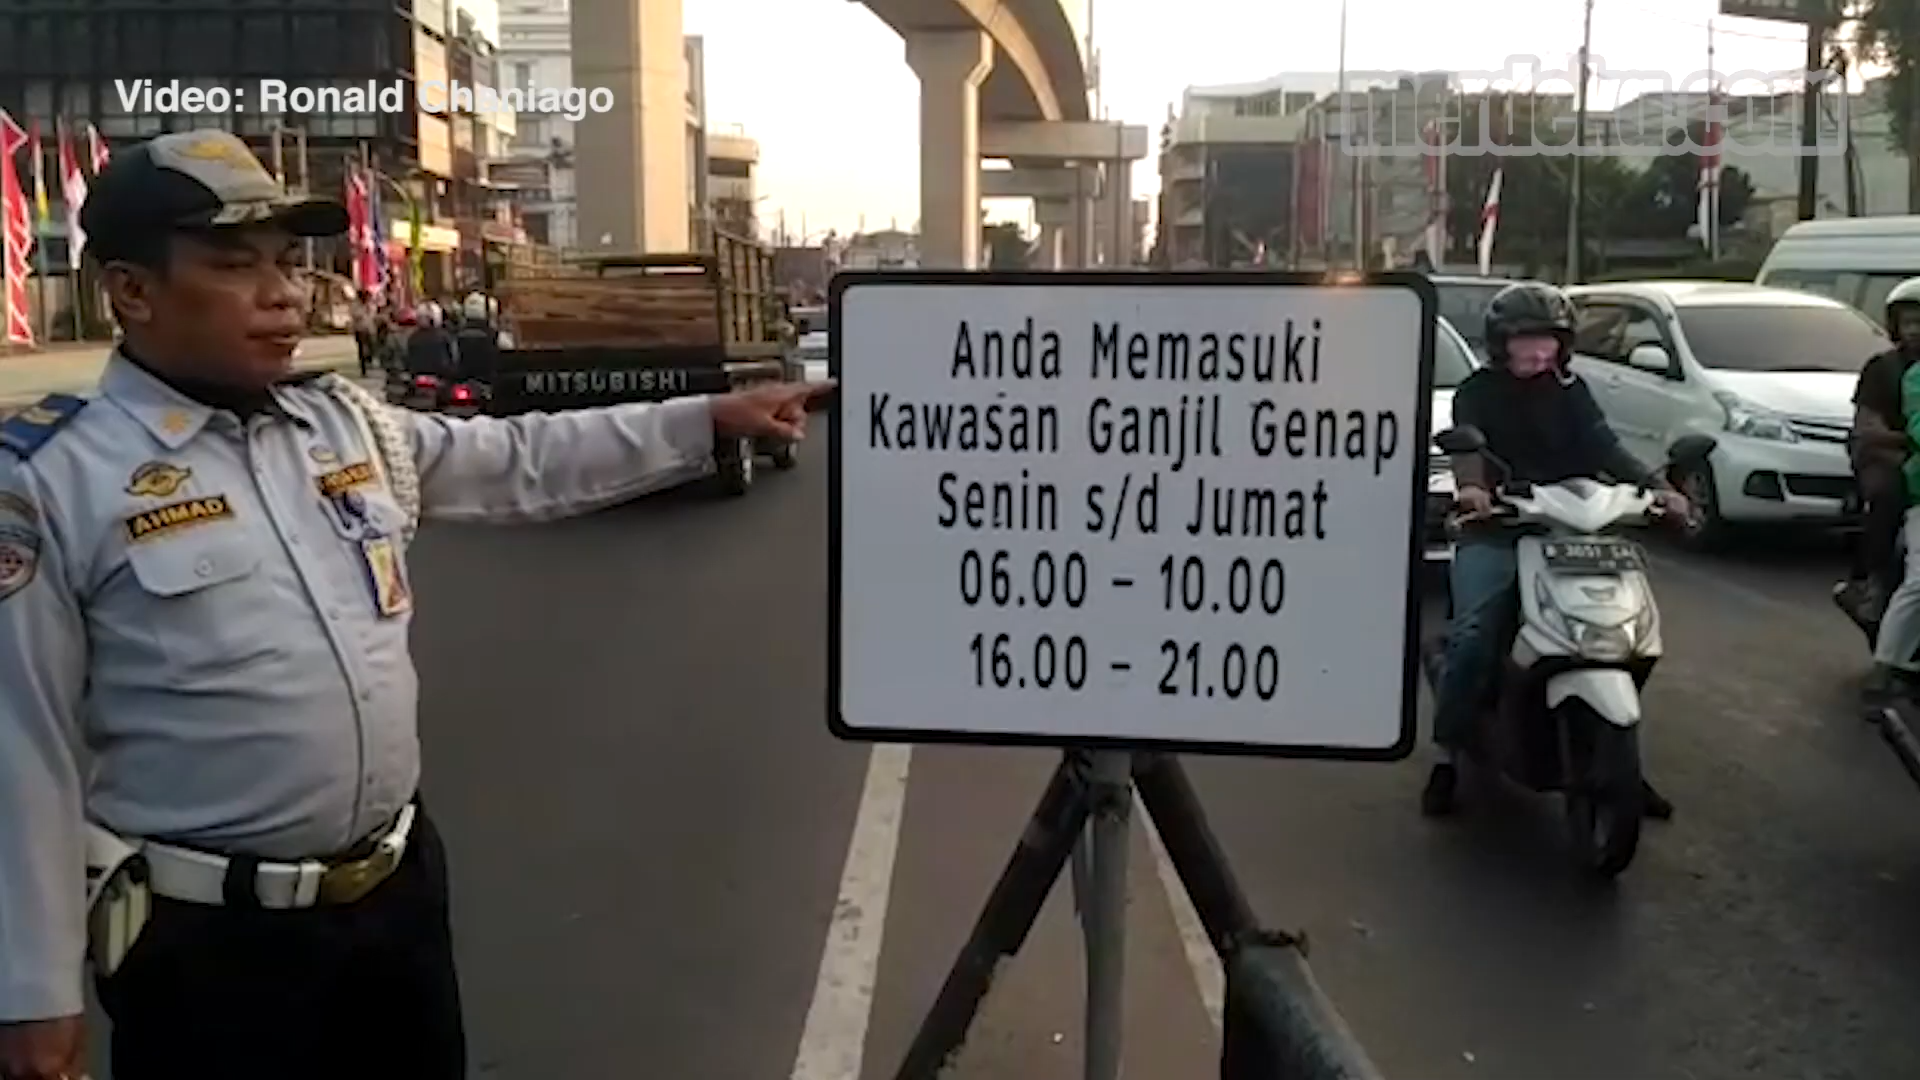 Video: Ronald Chaniago
merdeka.com
AHMAD
MITSUBISHI
Anda Memasuki
Kawasan Ganjil Genap
Senin s/d Jumat
06.00 - 10.00
16.00 - 21.00